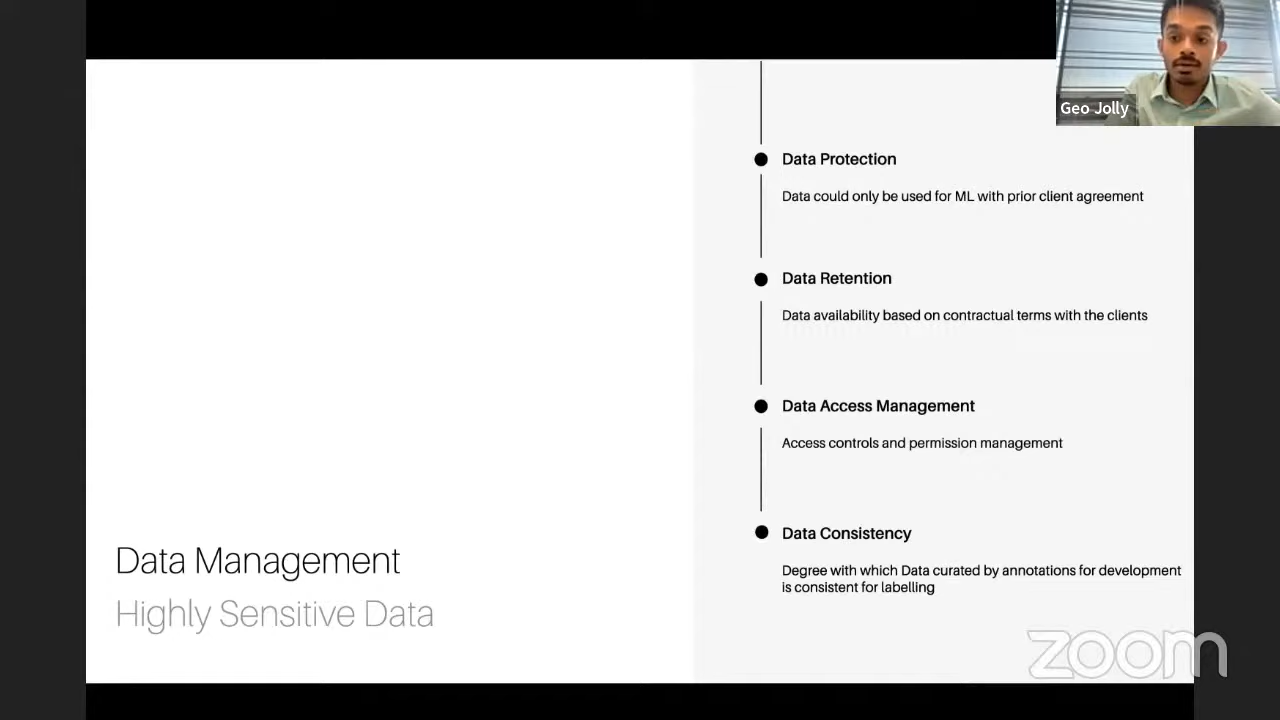 Geo Jolly
Data Protection
Data could only be used for ML with prior client agreement
Data Retention
Data availability based on contractual terms with the clients
Data Access Management
Access controls and permission management
Data Consistency
Degree with which Data curated by annotations for development
is consistent for labelling
Data Management
Highly Sensitive Data
zoom